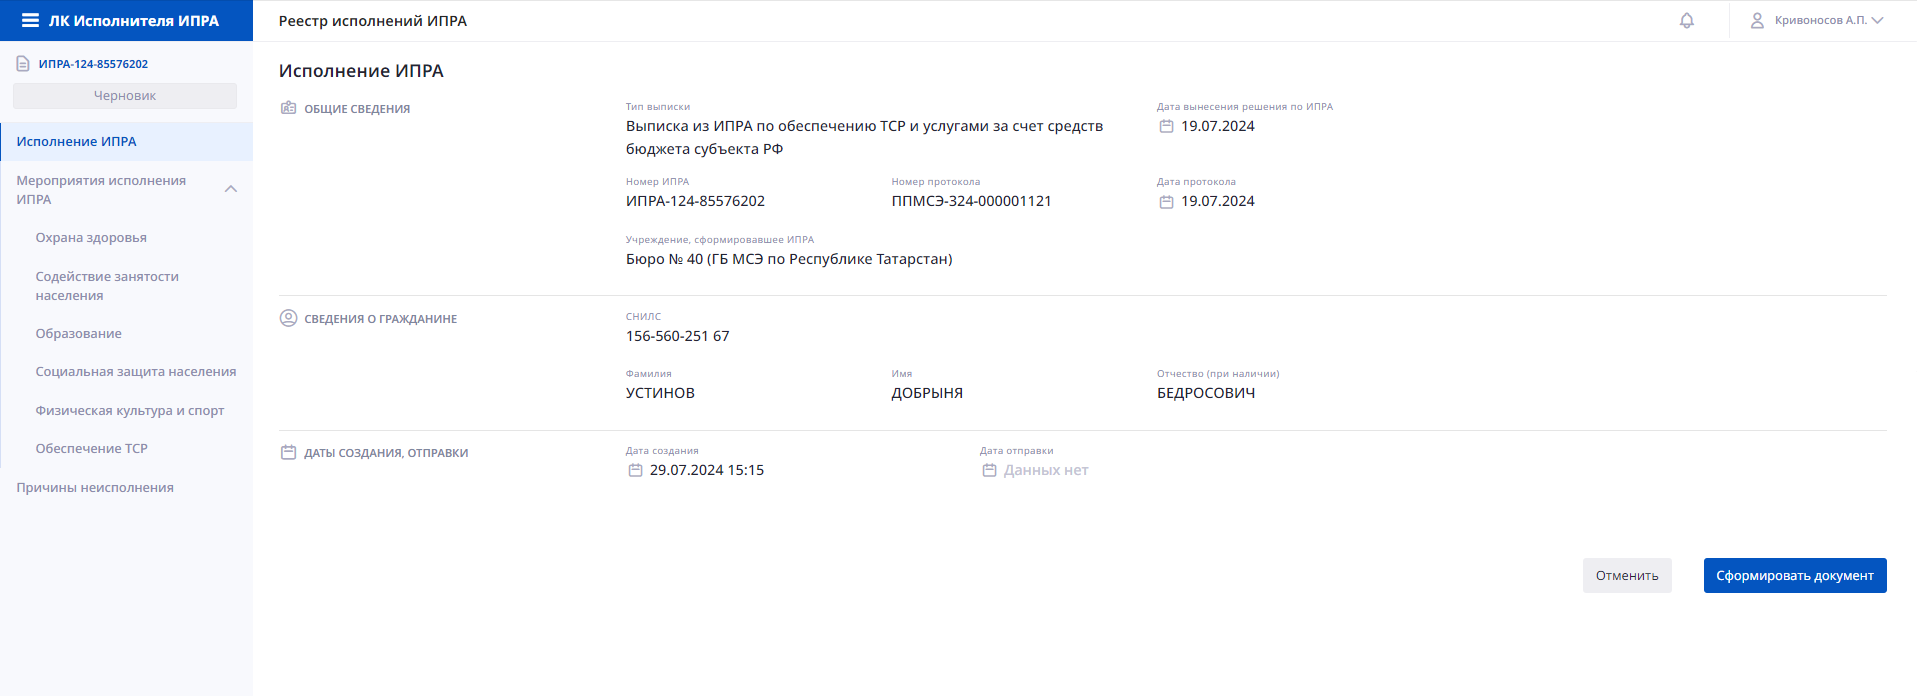 ЛК Исполнителя ИПРА
Реестр исполнений ИПРА
Кривоносов А.П.
ИПРА-124-85576202
Черновик
Исполнение ИПРА
Мероприятия исполнения
ИПРА
Охрана здоровья
Содействие занятости
населения
Образование
Социальная защита населения
Физическая культура и спорт
Обеспечение ТСР
Причины неисполнения
Исполнение ИПРА
ОБЩИЕ СВЕДЕНИЯ
Тип выписки
Выписка из ИПРА по обеспечению ТСР и услугами за счет средств
бюджета субъекта РФ
Дата вынесения решения по ИПРА
19.07.2024
Номер ИПРА
ИПРА-124-85576202
Номер протокола
ППМСЭ-324-000001121
Дата протокола
19.07.2024
Учреждение, сформировавшее ИПРА
Бюро № 40 (ГБ МСЭ по Республике Татарстан)
СВЕДЕНИЯ О ГРАЖДАНИНЕ
СНИЛС
156-560-251 67
Фамилия
УСТИНОВ
Имя
ДОБРЫНЯ
Отчество (при наличии)
БЕДРОСОВИЧ
ДАТЫ СОЗДАНИЯ, ОТПРАВКИ
Дата создания
29.07.2024 15:15
Дата отправки
Данных нет
Отменить
Сформировать документ